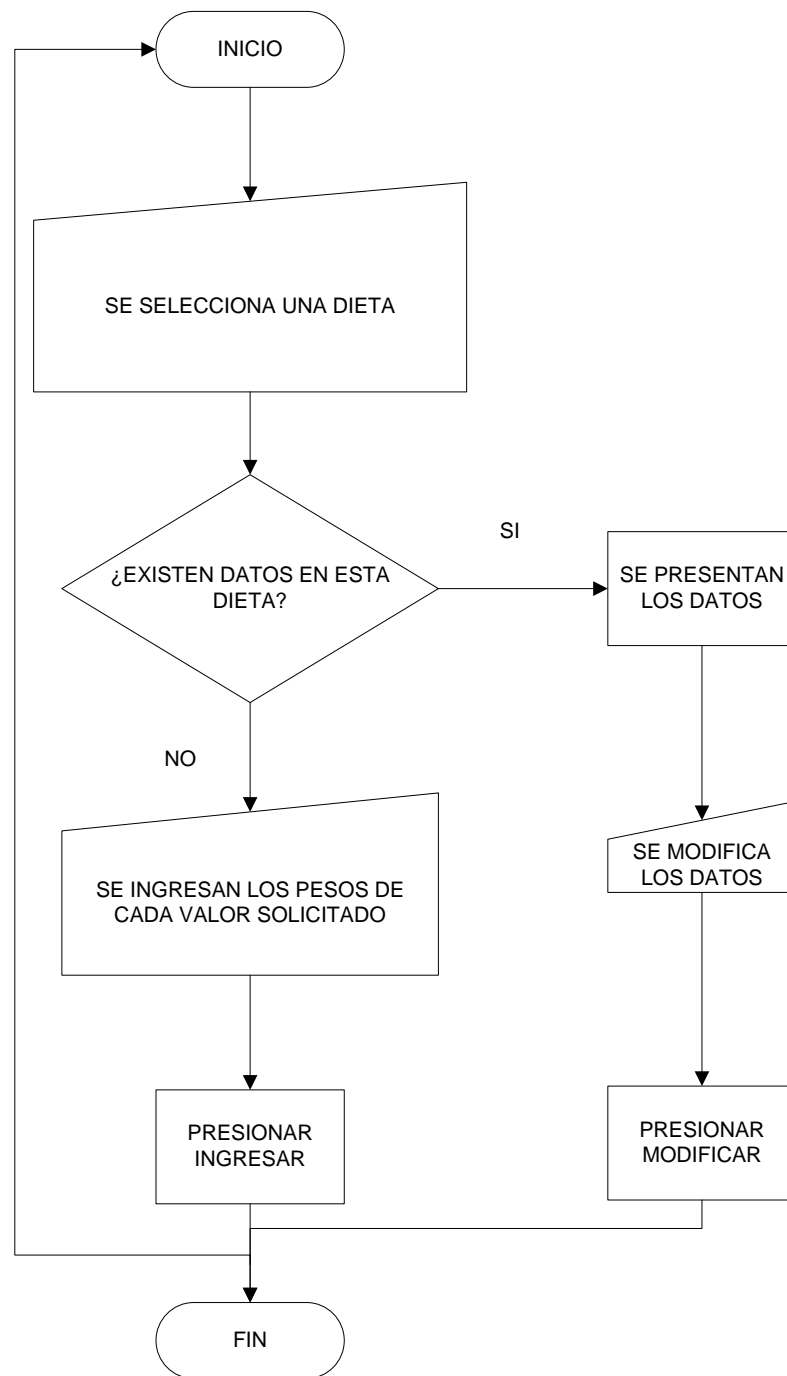 INICIO
SE SELECCIONA UNA DIETA
¿EXISTEN DATOS EN ESTA
DIETA?
SI
SE PRESENTAN
LOS DATOS
NO
SE MODIFICA
LOS DATOS
SE INGRESAN LOS PESOS DE
CADA VALOR SOLICITADO
PRESIONAR
INGRESAR
PRESIONAR
MODIFICAR
FIN